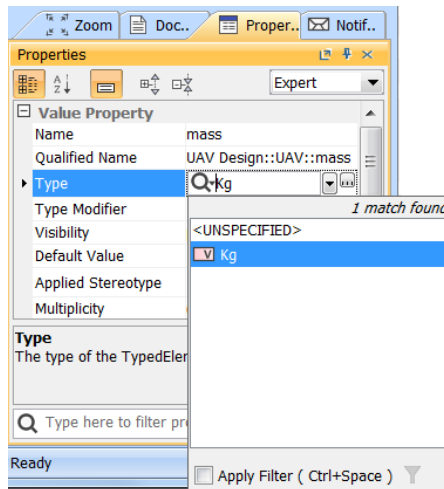 Zoom Doc.. Proper.. Notif..
Properties
Expert
Value Property
Name mass
Qualified Name UAV Design::UAV::mass
Type Kg
Type Modifier 1 match found
Visibility <UNSPECIFIED>
Default Value V Kg
Applied Stereotype
Multiplicity
Type
The type of the TypedEler
Type here to filter pro
Ready
Apply Filter ( Ctrl+Space )